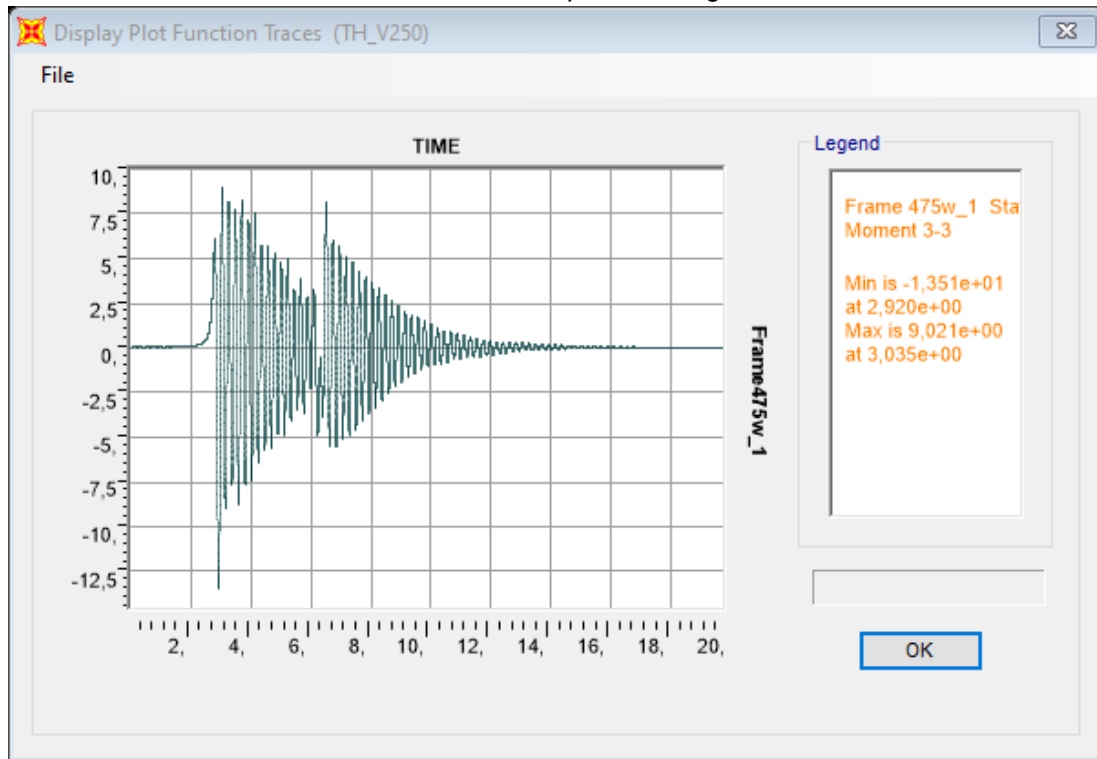 Display Plot Function Traces (TH_V250)
File
TIME
Legend
10,
7,5
5,
2,5
0,
-2,5
-5,
-7,5
-10,
-12,5
Frame475w_1
Frame 475w_1 Sta
Moment 3-3
Min is -1,351e+01
at 2,920e+00
Max is 9,021e+00
at 3,035e+00
2, 4, 6, 8, 10, 12, 14, 16, 18, 20,
OK